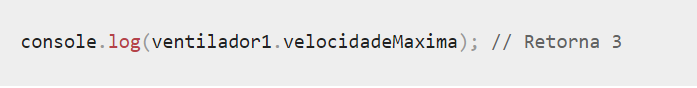 console.log(ventilador1.velocidadeMaxima); // Retorna 3